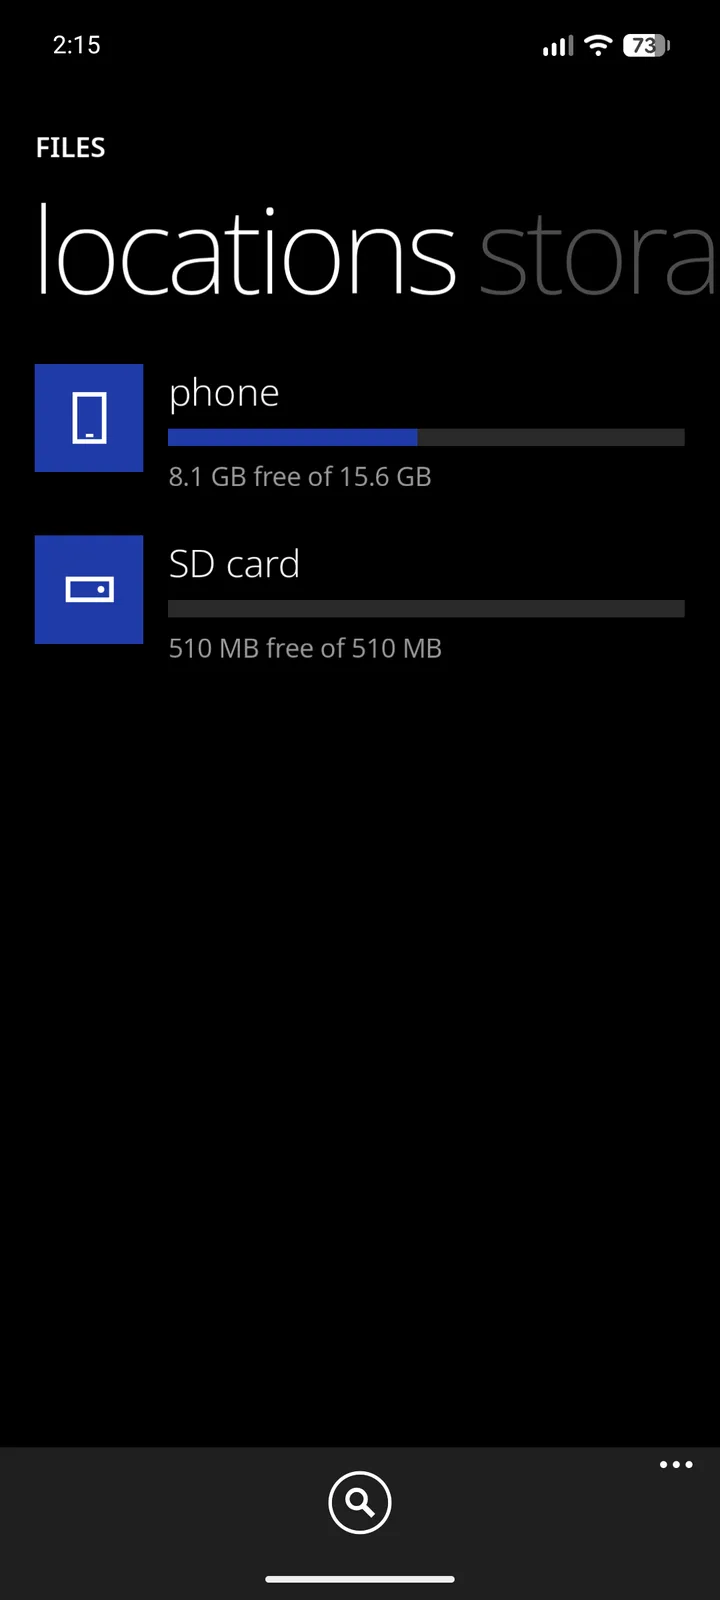 2:15
73
FILES
locations stora
phone
8.1 GB free of 15.6 GB
SD card
510 MB free of 510 MB